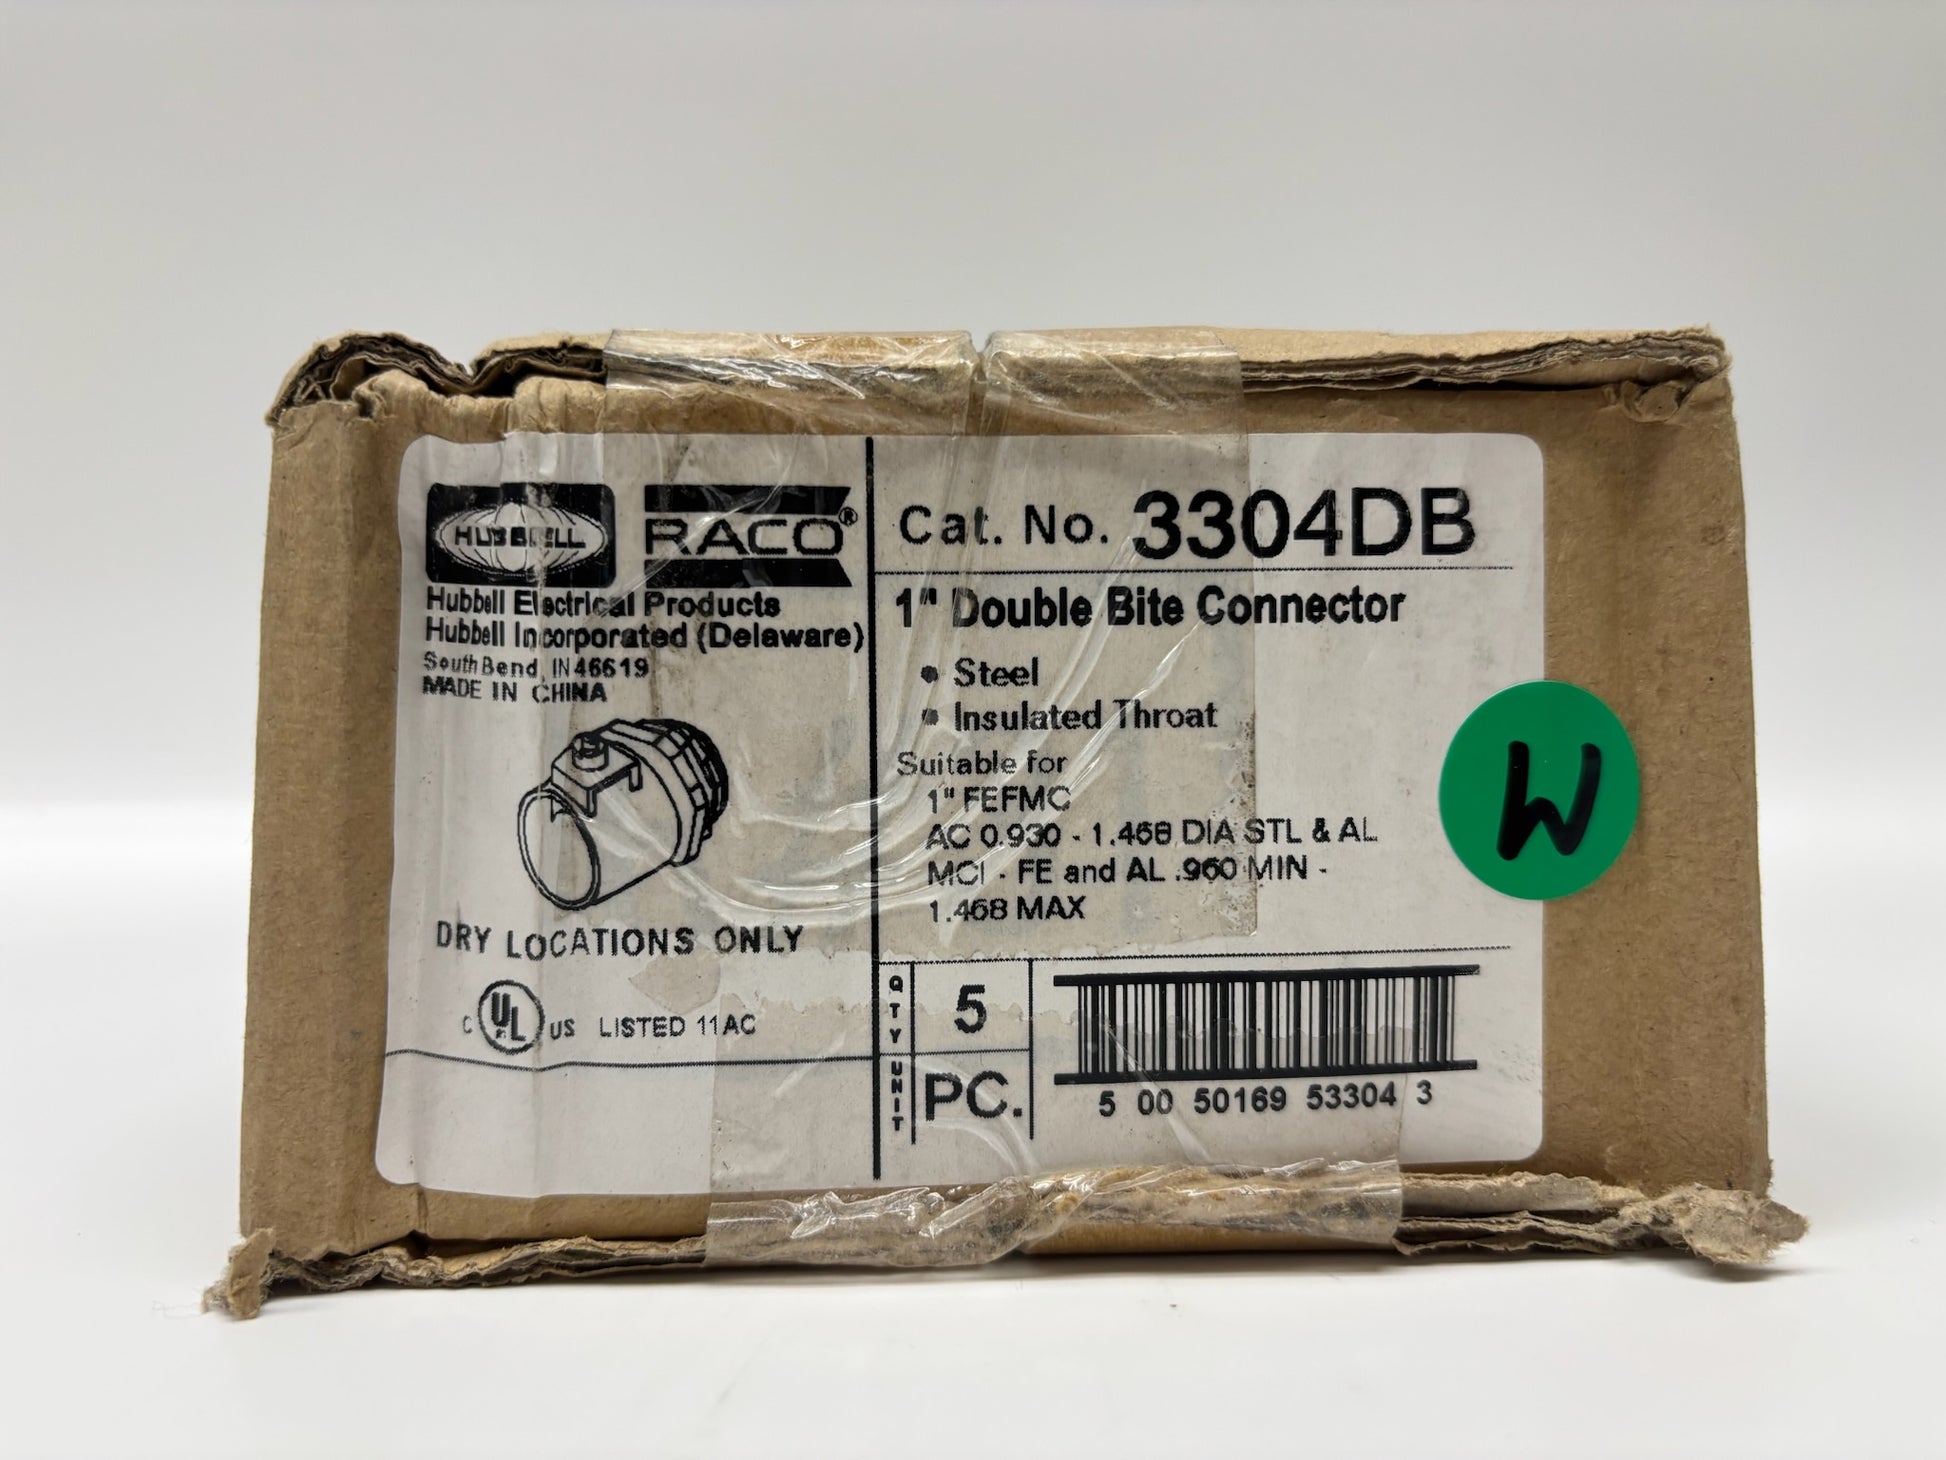 HUBBELL
RACO®
Hubbell Electrical Products
Hubbell Incorporated (Delaware)
South Bend, IN 46619
MADE IN CHINA
DRY LOCATIONS ONLY
C UL US LISTED 11AC
Cat. No. 3304DB
1" Double Bite Connector
• Steel
• Insulated Throat
Suitable for
1" FEFMC
AC 0.930 - 1.468 DIA STL & AL
MCI - FE and AL .960 MIN -
1.468 MAX
QTY 5
UNIT PC.
5 00 50169 53304 3
W